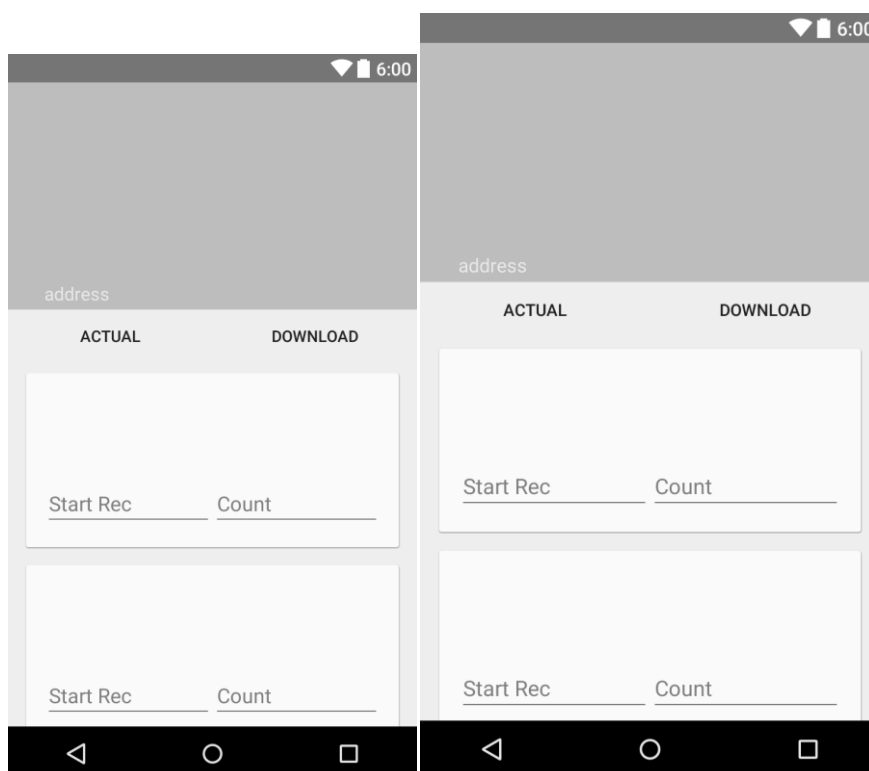 6:00
address
ACTUAL DOWNLOAD
Start Rec Count
Start Rec Count
6:00
address
ACTUAL DOWNLOAD
Start Rec Count
Start Rec Count